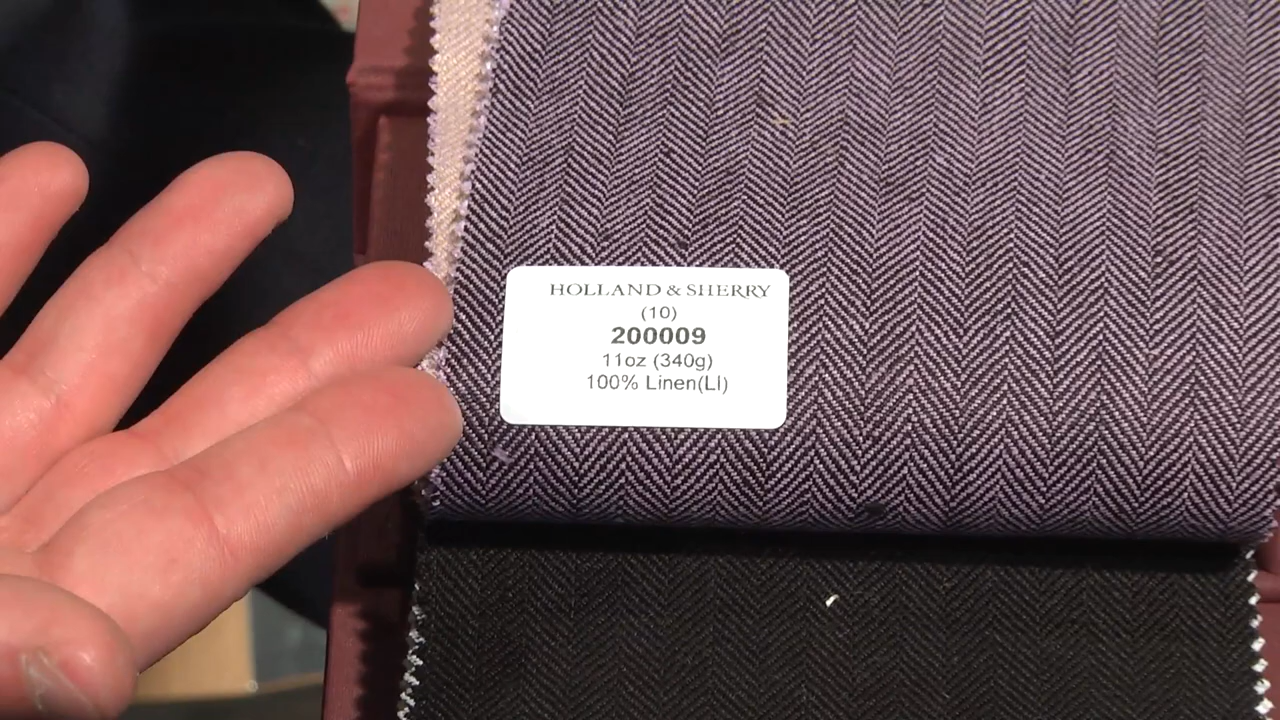 HOLLAND & SHERRY
(10)
200009
11oz (340g)
100% Linen(LI)